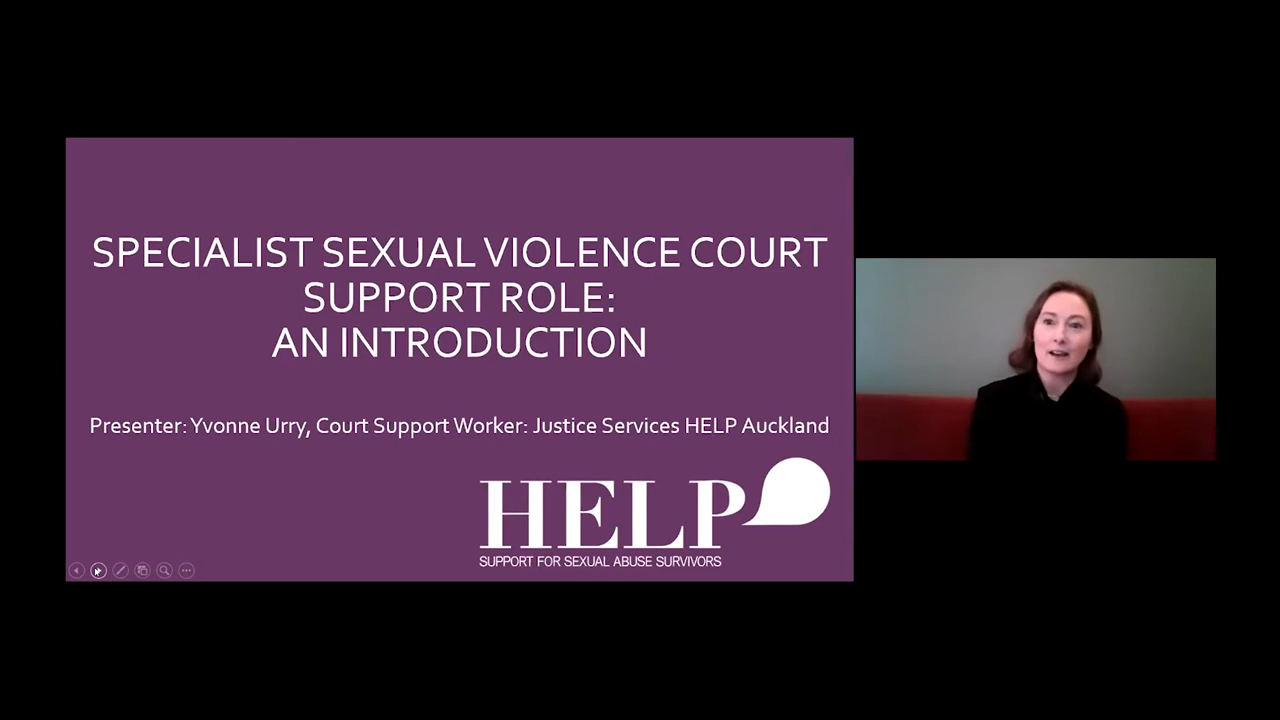 SPECIALIST SEXUAL VIOLENCE COURT
SUPPORT ROLE:
AN INTRODUCTION
Presenter: Yvonne Urry, Court Support Worker: Justice Services HELP Auckland
HELP
SUPPORT FOR SEXUAL ABUSE SURVIVORS